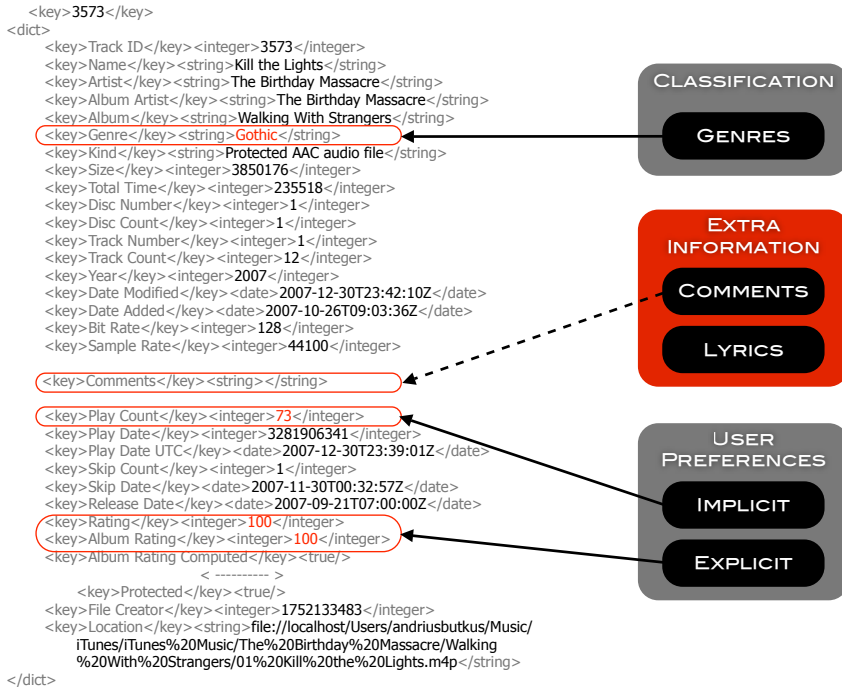 <key>3573</key>
<dict>
<key>Track ID</key><integer>3573</integer>
<key>Name</key><string>Kill the Lights</string>
<key>Artist</key><string>The Birthday Massacre</string>
<key>Album Artist</key><string>The Birthday Massacre</string>
<key>Album</key><string>Walking With Strangers</string>
<key>Genre</key><string>Gothic</string>
<key>Kind</key><string>Protected AAC audio file</string>
<key>Size</key><integer>3850176</integer>
<key>Total Time</key><integer>235518</integer>
<key>Disc Number</key><integer>1</integer>
<key>Disc Count</key><integer>1</integer>
<key>Track Number</key><integer>1</integer>
<key>Track Count</key><integer>12</integer>
<key>Year</key><integer>2007</integer>
<key>Date Modified</key><date>2007-12-30T23:42:10Z</date>
<key>Date Added</key><date>2007-10-26T09:03:36Z</date>
<key>Bit Rate</key><integer>128</integer>
<key>Sample Rate</key><integer>44100</integer>
<key>Comments</key><string></string>
<key>Play Count</key><integer>73</integer>
<key>Play Date</key><integer>3281906341</integer>
<key>Play Date UTC</key><date>2007-12-30T23:39:01Z</date>
<key>Skip Count</key><integer>1</integer>
<key>Skip Date</key><date>2007-11-30T00:32:57Z</date>
<key>Release Date</key><date>2007-09-21T07:00:00Z</date>
<key>Rating</key><integer>100</integer>
<key>Album Rating</key><integer>100</integer>
<key>Album Rating Computed</key><true/>
< ---------- >
<key>Protected</key><true/>
<key>File Creator</key><integer>1752133483</integer>
<key>Location</key><string>file://localhost/Users/andriusbutkus/Music/
iTunes/iTunes%20Music/The%20Birthday%20Massacre/Walking
%20With%20Strangers/01%20Kill%20the%20Lights.m4p</string>
</dict>
CLASSIFICATION
GENRES
EXTRA
INFORMATION
COMMENTS
LYRICS
USER
PREFERENCES
IMPLICIT
EXPLICIT